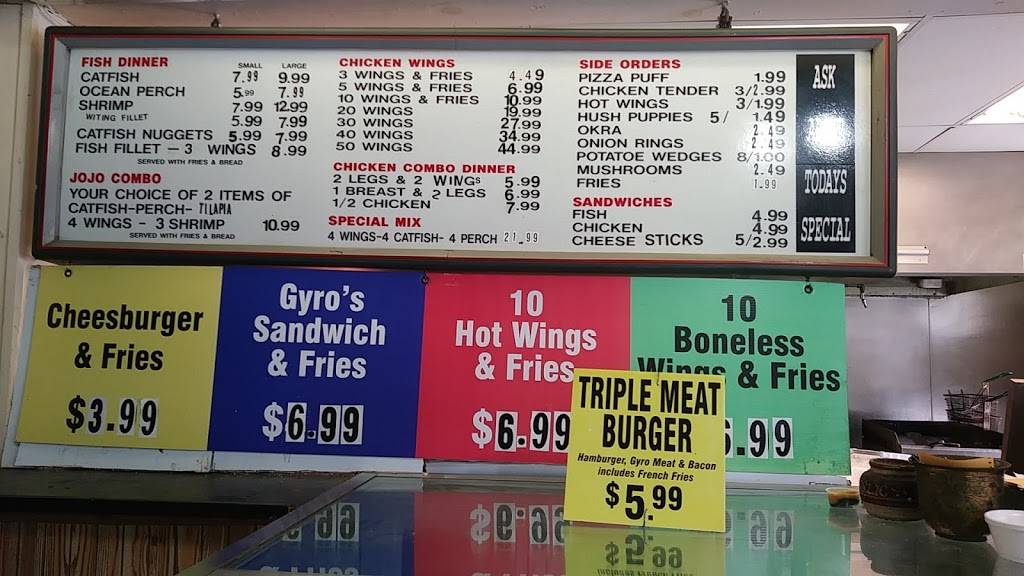 FISH DINNER SMALL LARGE
CATFISH 7.99 9.99
OCEAN PERCH 5.99 7.99
SHRIMP 7.99 12.99
WITING FILLET 5.99 7.99
CATFISH NUGGETS 5.99 7.99
FISH FILLET - 3 WINGS 8.99
SERVED WITH FRIES & BREAD
JOJO COMBO
YOUR CHOICE OF 2 ITEMS OF
CATFISH-PERCH- TILAPIA
4 WINGS - 3 SHRIMP 10.99
SERVED WITH FRIES & BREAD
CHICKEN WINGS
3 WINGS & FRIES 4.49
5 WINGS & FRIES 6.99
10 WINGS & FRIES 10.99
20 WINGS 19.99
30 WINGS 27.99
40 WINGS 34.99
50 WINGS 44.99
CHICKEN COMBO DINNER
2 LEGS & 2 WINGS 5.99
1 BREAST & 2 LEGS 6.99
1/2 CHICKEN 7.99
SPECIAL MIX
4 WINGS-4 CATFISH- 4 PERCH 21.99
SIDE ORDERS
PIZZA PUFF 1.99
CHICKEN TENDER 3/2.99
HOT WINGS 3/1.99
HUSH PUPPIES 5/ 1.49
OKRA 2.49
ONION RINGS 2.49
POTATOE WEDGES 8/1.00
MUSHROOMS 2.49
FRIES 1.99
SANDWICHES
FISH 4.99
CHICKEN 4.99
CHEESE STICKS 5/2.99
ASK
TODAYS
SPECIAL
Cheesburger
& Fries
$3.99
Gyro's
Sandwich
& Fries
$6.99
10
Hot Wings
& Fries
$6.99
10
Boneless
Wings & Fries
.99
TRIPLE MEAT
BURGER
Hamburger, Gyro Meat & Bacon
includes French Fries
$5.99